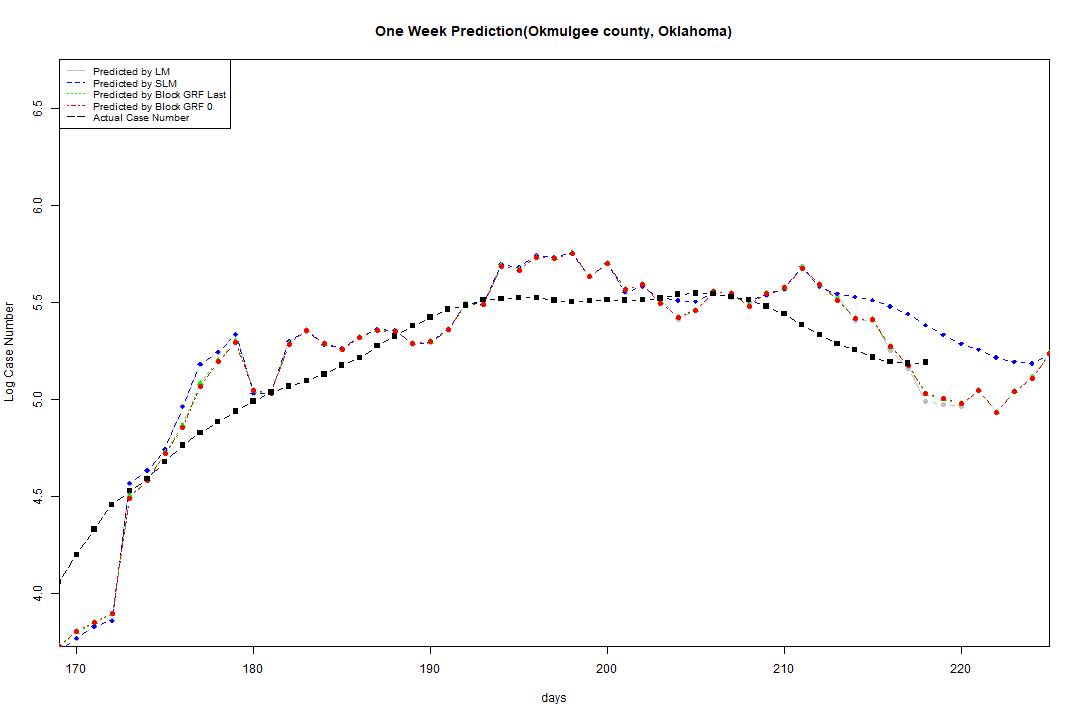 One Week Prediction(Okmulgee county, Oklahoma)
Predicted by LM
Predicted by SLM
Predicted by Block GRF Last
Predicted by Block GRF 0
Actual Case Number
Log Case Number
6.5
6.0
5.5
5.0
4.5
4.0
170 180 190 200 210 220
days